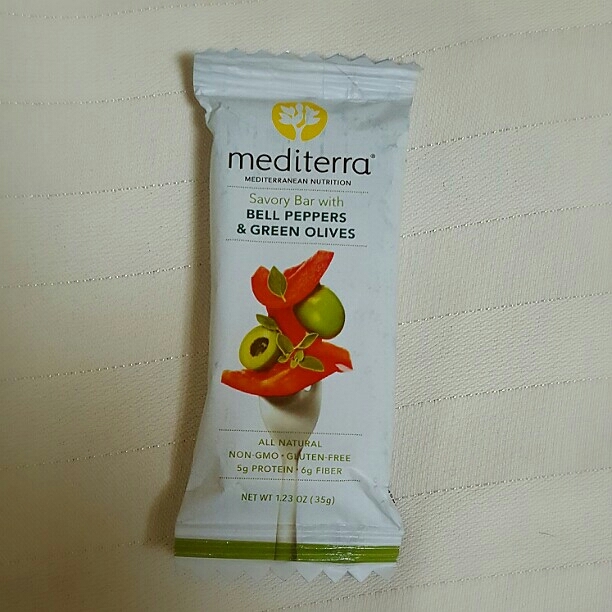 mediterra®
MEDITERRANEAN NUTRITION
Savory Bar with
BELL PEPPERS
& GREEN OLIVES
ALL NATURAL
NON-GMO • GLUTEN-FREE
5g PROTEIN • 6g FIBER
NET WT 1.23 OZ (35g)